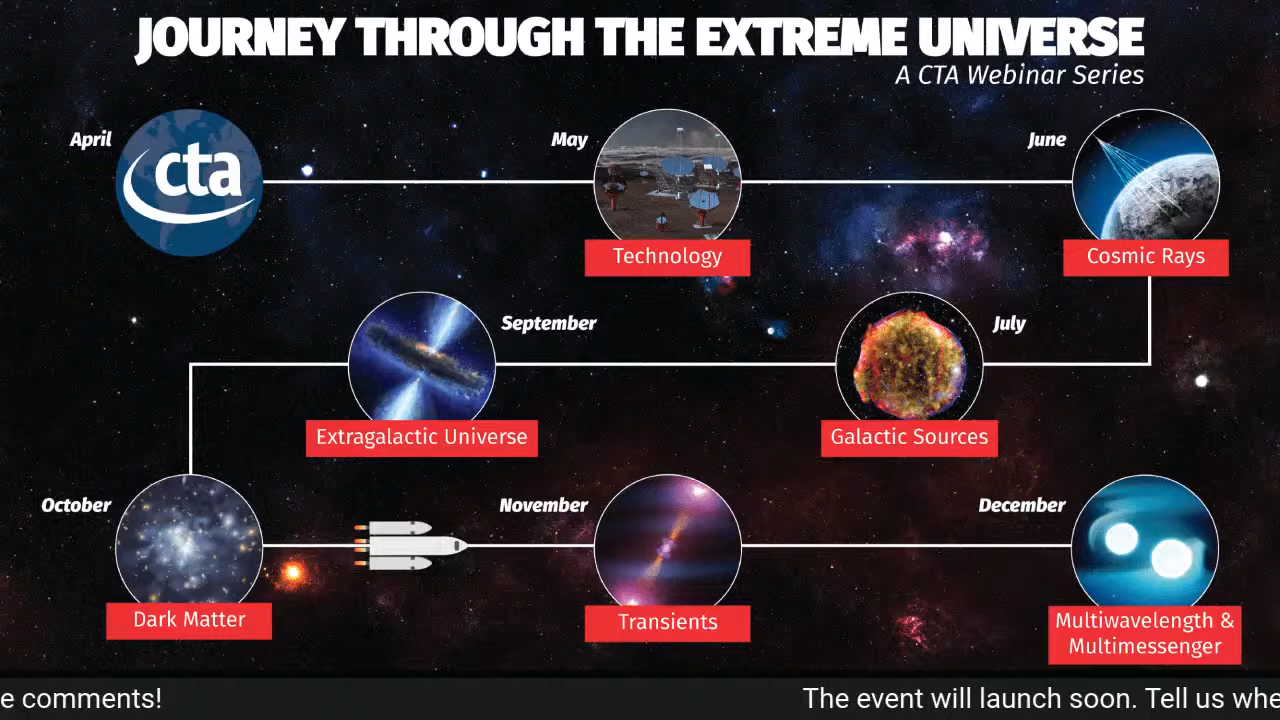 JOURNEY THROUGH THE EXTREME UNIVERSE
A CTA Webinar Series
April
cta
May
Technology
June
Cosmic Rays
September
Extragalactic Universe
July
Galactic Sources
October
Dark Matter
November
Transients
December
Multiwavelength &
Multimessenger
e comments!
The event will launch soon. Tell us whe